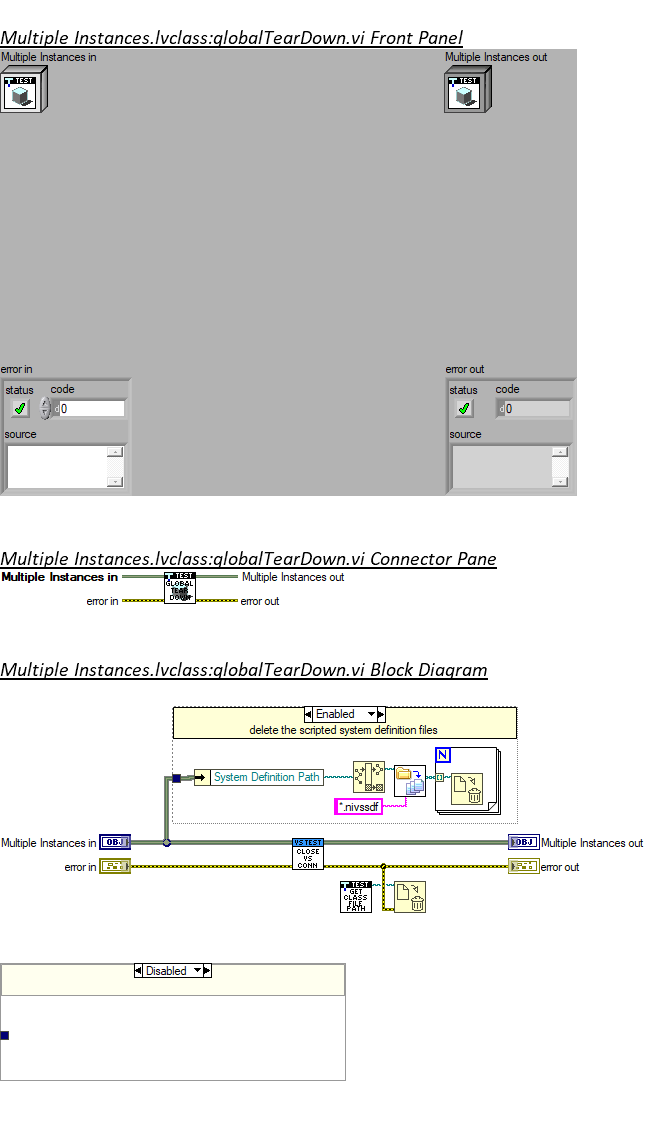 Multiple Instances.lvclass:globalTearDown.vi Front Panel
Multiple Instances in
Multiple Instances out
TEST
TEST
error in
error out
status code
status code
d 0
d 0
source
source
Multiple Instances.lvclass:globalTearDown.vi Connector Pane
Multiple Instances in
TEST
GLOBAL
TEAR
DOWN
Multiple Instances out
error in
error out
Multiple Instances.lvclass:globalTearDown.vi Block Diagram
Enabled
delete the scripted system definition files
N
System Definition Path
*.nivssdf
Multiple Instances in
OBJ
VS TEST
CLOSE
VS
CONN
OBJ
Multiple Instances out
error in
error out
TEST
GET
CLASS
FILE
PATH
Disabled